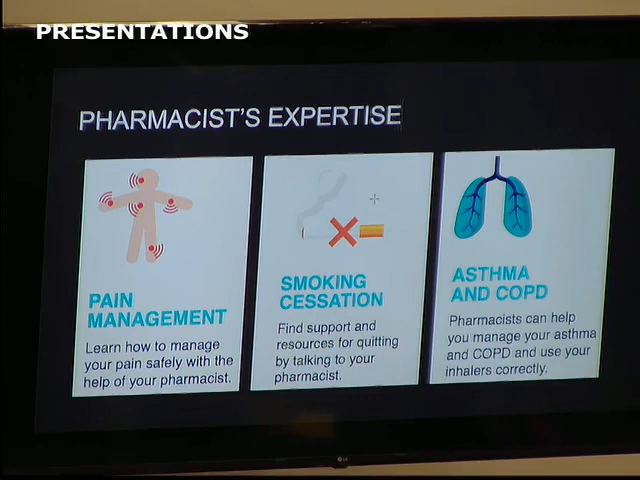 PRESENTATIONS
PHARMACIST'S EXPERTISE
PAIN
MANAGEMENT
Learn how to manage
your pain safely with the
help of your pharmacist.
SMOKING
CESSATION
Find support and
resources for quitting
by talking to your
pharmacist.
ASTHMA
AND COPD
Pharmacists can help
you manage your asthma
and COPD and use your
inhalers correctly.
LG